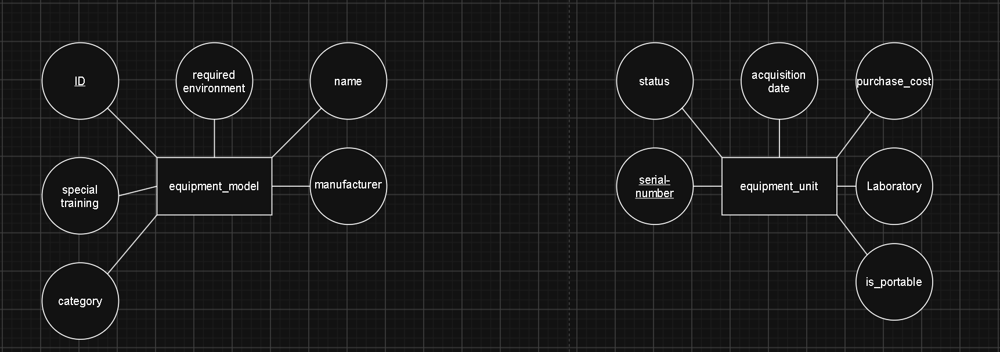 ID
required
environment
name
status
acquisition
date
purchase_cost
special
training
equipment_model
manufacturer
serial-
number
equipment_unit
Laboratory
category
is_portable